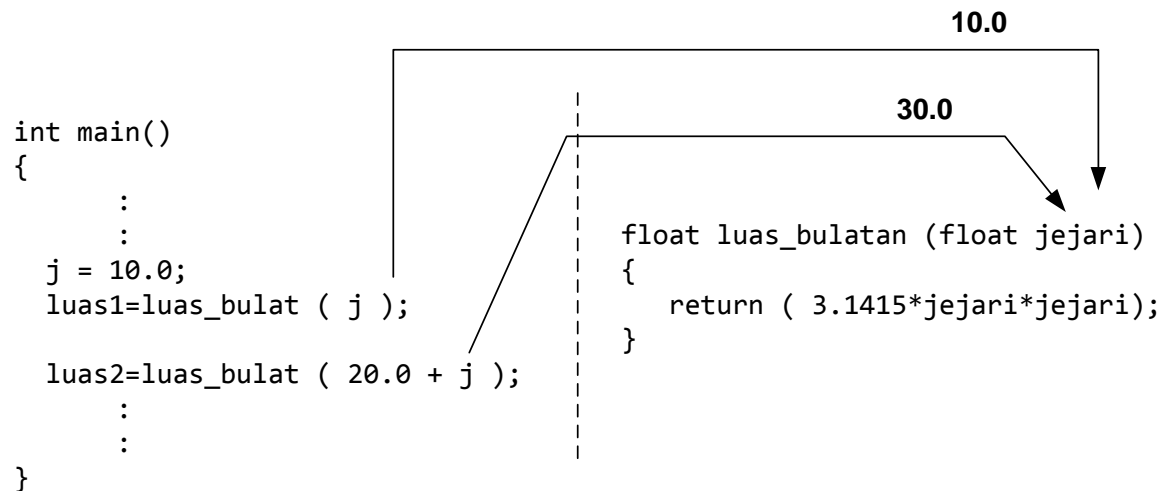 10.0
30.0
int main()
{
:
:
j = 10.0;
luas1=luas_bulat ( j );
luas2=luas_bulat ( 20.0 + j );
:
:
}
float luas_bulatan (float jejari)
{
return ( 3.1415*jejari*jejari);
}